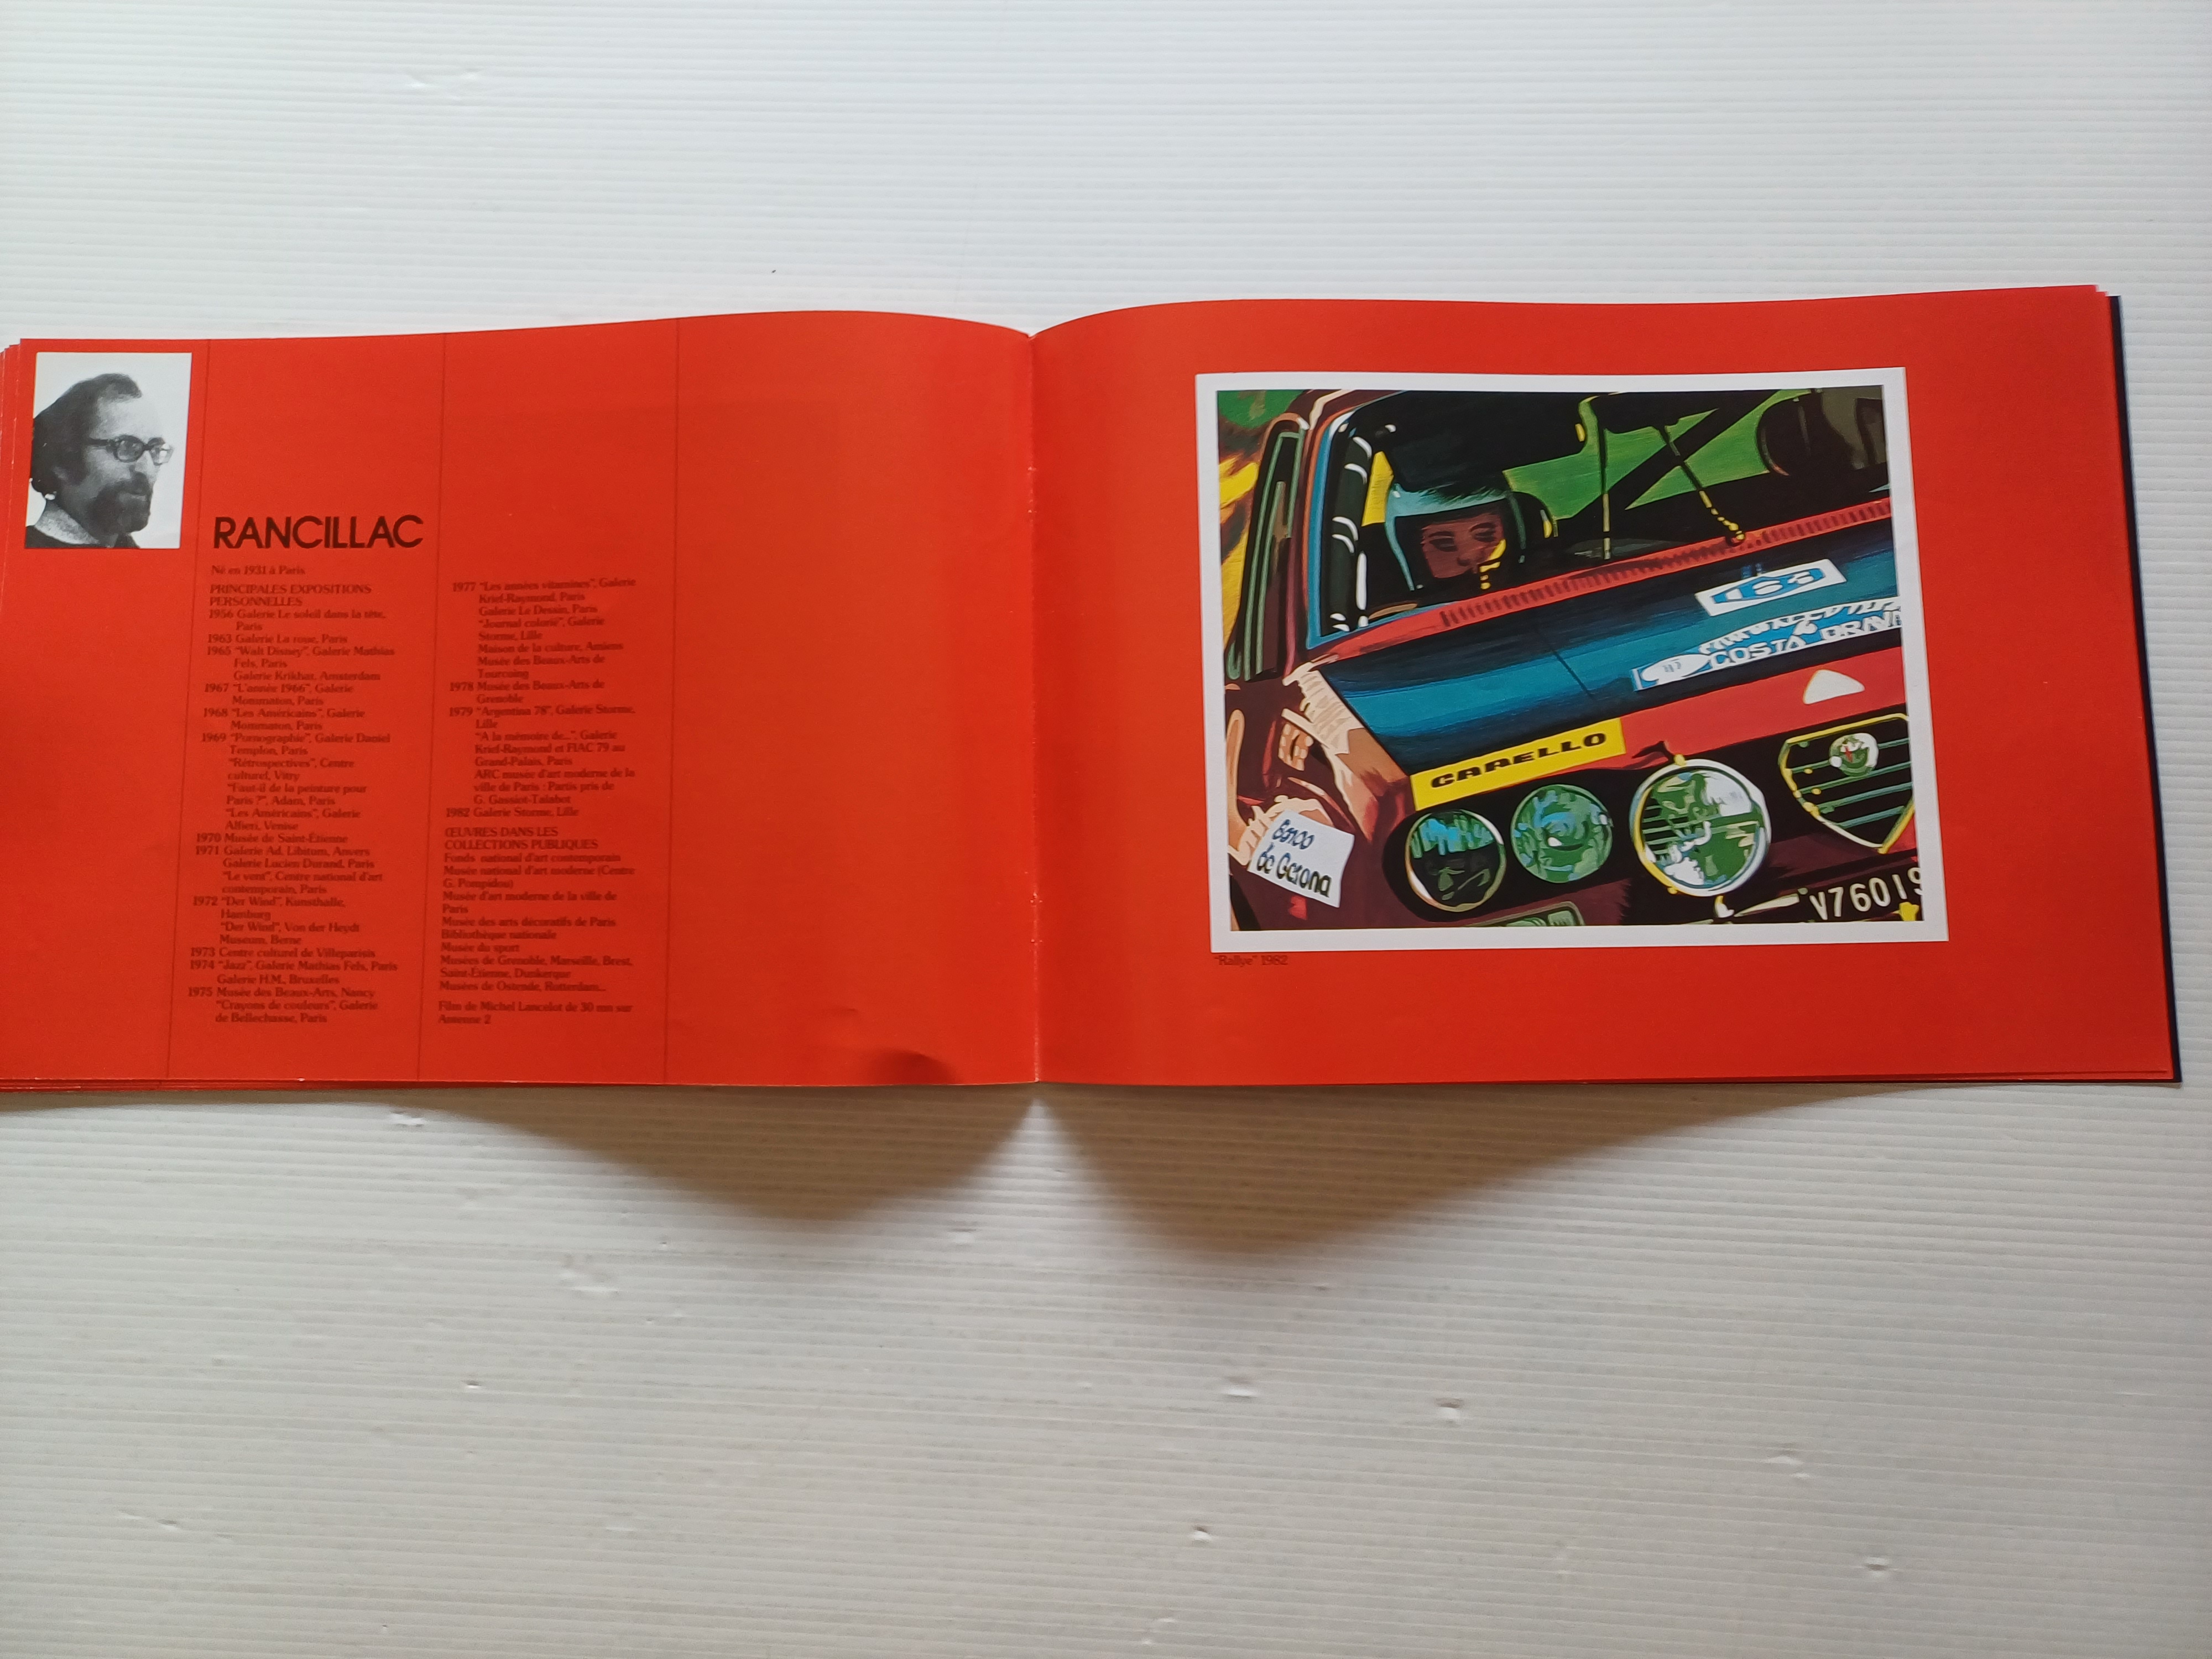 RANCILLAC
Né en 1931 à Paris
PRINCIPALES EXPOSITIONS
PERSONNELLES
1956 Galerie Le soleil dans la tête,
Paris
1963 Galerie La roue, Paris
1965 "Walt Disney", Galerie Mathias
Fels, Paris
Galerie Krikhar, Amsterdam
1967 "L'année 1966", Galerie
Mommaton, Paris
1968 "Les Américains", Galerie
Mommaton, Paris
1969 "Pornographie", Galerie Daniel
Templon, Paris
"Rétrospectives", Centre
culturel, Vitry
"Faut-il de la peinture pour
Paris ?", Adam, Paris
"Les Américains", Galerie
Alfieri, Venise
1970 Musée de Saint-Étienne
1971 Galerie Ad. Libitum, Anvers
Galerie Lucien Durand, Paris
"Le vent", Centre national d'art
contemporain, Paris
1972 "Der Wind", Kunsthalle,
Hamburg
"Der Wind", Von der Heydt
Museum, Berne
1973 Centre culturel de Villeparisis
1974 "Jazz", Galerie Mathias Fels, Paris
Galerie H.M., Bruxelles
1975 Musée des Beaux-Arts, Nancy
"Crayons de couleurs", Galerie
de Bellechasse, Paris
1977 "Les années vitamines", Galerie
Krief-Raymond, Paris
Galerie Le Dessin, Paris
"Journal colorié", Galerie
Storme, Lille
Maison de la culture, Amiens
Musée des Beaux-Arts de
Tourcoing
1978 Musée des Beaux-Arts de
Grenoble
1979 "Argentina 78", Galerie Storme,
Lille
"A la mémoire de...", Galerie
Krief-Raymond et FIAC 79 au
Grand-Palais, Paris
ARC musée d'art moderne de la
ville de Paris : Partis pris de
G. Gassiot-Talabot
1982 Galerie Storme, Lille
ŒUVRES DANS LES
COLLECTIONS PUBLIQUES
Fonds national d'art contemporain
Musée national d'art moderne (Centre
G. Pompidou)
Musée d'art moderne de la ville de
Paris
Musée des arts décoratifs de Paris
Bibliothèque nationale
Musée du sport
Musées de Grenoble, Marseille, Brest,
Saint-Étienne, Dunkerque
Musées de Ostende, Rotterdam...
Film de Michel Lancelot de 30 mn sur
Antenne 2
163
COSTA BRAV
CARELLO
Banco
de Gerona
V76019
"Rallye" 1982